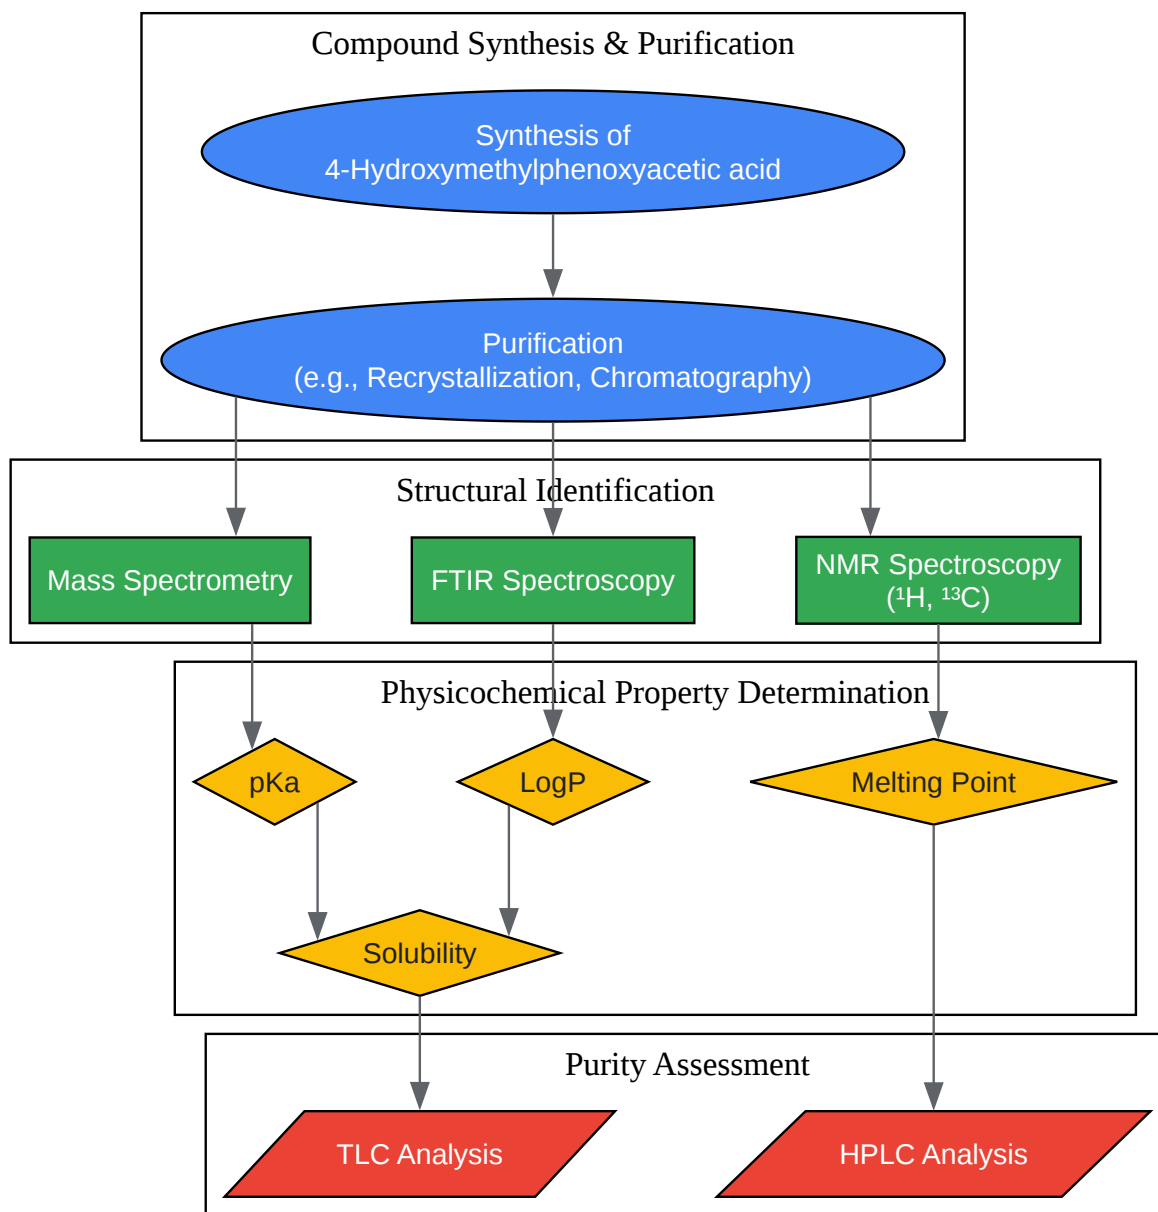 Compound Synthesis & Purification
Synthesis of
4-Hydroxymethylphenoxyacetic acid
Purification
(e.g., Recrystallization, Chromatography)
Structural Identification
Mass Spectrometry
FTIR Spectroscopy
NMR Spectroscopy
(¹H, ¹³C)
Physicochemical Property Determination
pKa
LogP
Melting Point
Solubility
Purity Assessment
TLC Analysis
HPLC Analysis